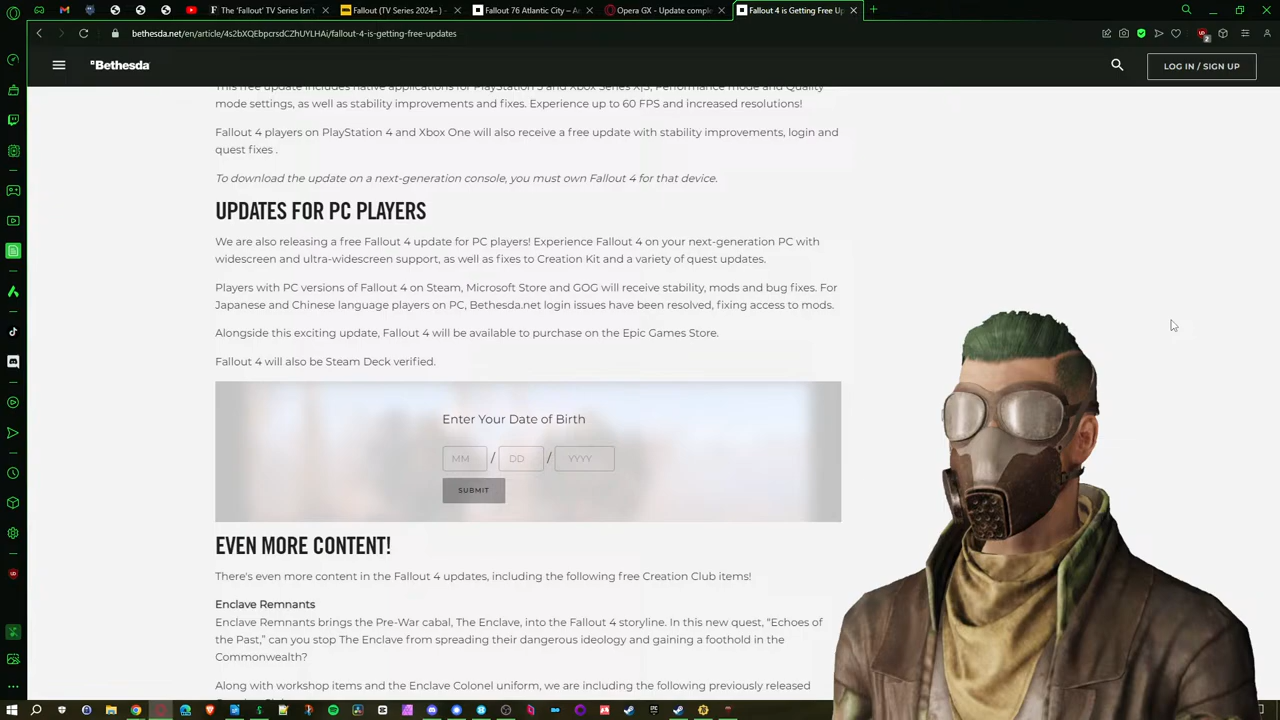 The 'Fallout' TV Series Isn't
Fallout (TV Series 2024–)
Fallout 76 Atlantic City – A
Opera GX - Update comple
Fallout 4 is Getting Free Up
bethesda.net/en/article/4s2bXQEbpcrsdCZhUYLHAi/fallout-4-is-getting-free-updates
2
Bethesda
LOG IN / SIGN UP
This free update includes native applications for PlayStation 5 and Xbox Series X|S, Performance mode and Quality
mode settings, as well as stability improvements and fixes. Experience up to 60 FPS and increased resolutions!
Fallout 4 players on PlayStation 4 and Xbox One will also receive a free update with stability improvements, login and
quest fixes .
To download the update on a next-generation console, you must own Fallout 4 for that device.
UPDATES FOR PC PLAYERS
We are also releasing a free Fallout 4 update for PC players! Experience Fallout 4 on your next-generation PC with
widescreen and ultra-widescreen support, as well as fixes to Creation Kit and a variety of quest updates.
Players with PC versions of Fallout 4 on Steam, Microsoft Store and GOG will receive stability, mods and bug fixes. For
Japanese and Chinese language players on PC, Bethesda.net login issues have been resolved, fixing access to mods.
Alongside this exciting update, Fallout 4 will be available to purchase on the Epic Games Store.
Fallout 4 will also be Steam Deck verified.
Enter Your Date of Birth
MM / DD / YYYY
SUBMIT
EVEN MORE CONTENT!
There's even more content in the Fallout 4 updates, including the following free Creation Club items!
Enclave Remnants
Enclave Remnants brings the Pre-War cabal, The Enclave, into the Fallout 4 storyline. In this new quest, “Echoes of
the Past,” can you stop The Enclave from spreading their dangerous ideology and gaining a foothold in the
Commonwealth?
Along with workshop items and the Enclave Colonel uniform, we are including the following previously released